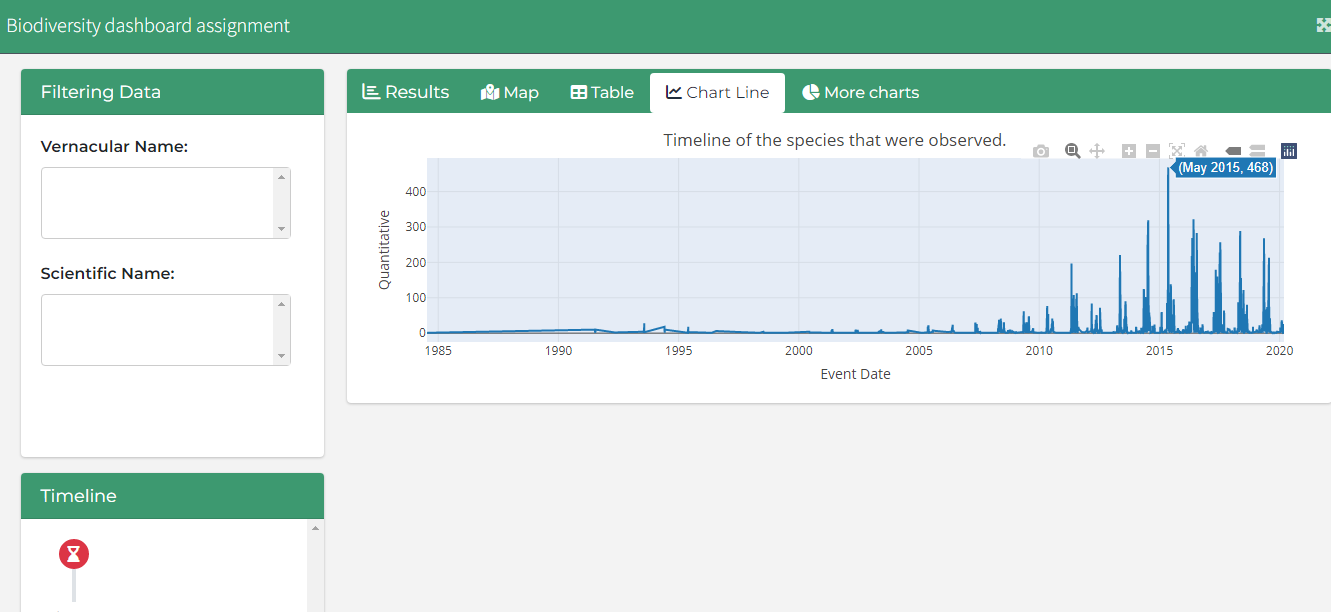 Biodiversity dashboard assignment
Filtering Data
Vernacular Name:
Scientific Name:
Timeline
Results Map Table Chart Line More charts
Timeline of the species that were observed.
(May 2015, 468)
Quantitative
400
300
200
100
0
1985 1990 1995 2000 2005 2010 2015 2020
Event Date